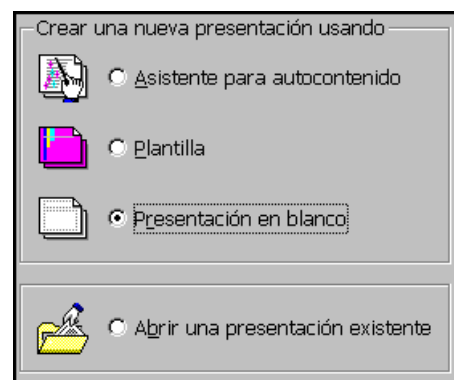 Crear una nueva presentación usando
Asistente para autocontenido
Plantilla
Presentación en blanco
Abrir una presentación existente